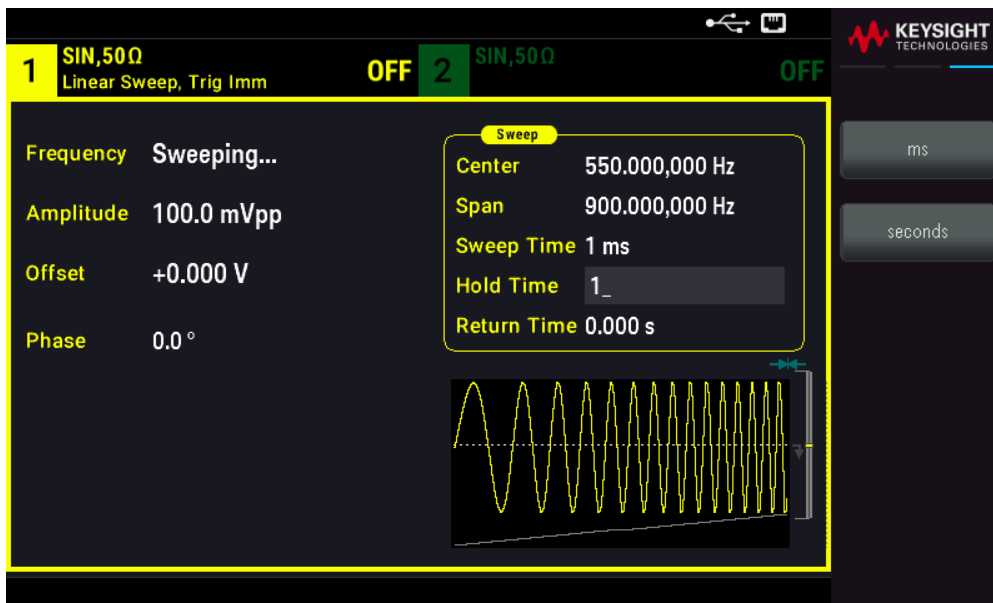 KEYSIGHT
TECHNOLOGIES
1 SIN,50Ω
Linear Sweep, Trig Imm OFF
2 SIN,50Ω
OFF
Frequency Sweeping...
Amplitude 100.0 mVpp
Offset +0.000 V
Phase 0.0 °
Sweep
Center 550.000,000 Hz
Span 900.000,000 Hz
Sweep Time 1 ms
Hold Time 1_
Return Time 0.000 s
ms
seconds